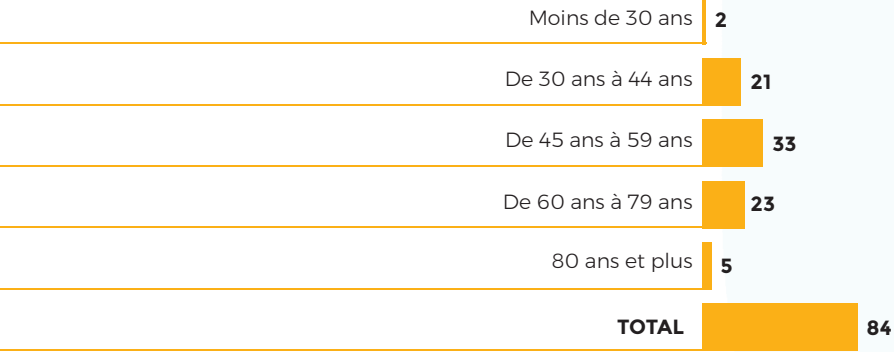 Moins de 30 ans 2
De 30 ans à 44 ans 21
De 45 ans à 59 ans 33
De 60 ans à 79 ans 23
80 ans et plus 5
TOTAL 84